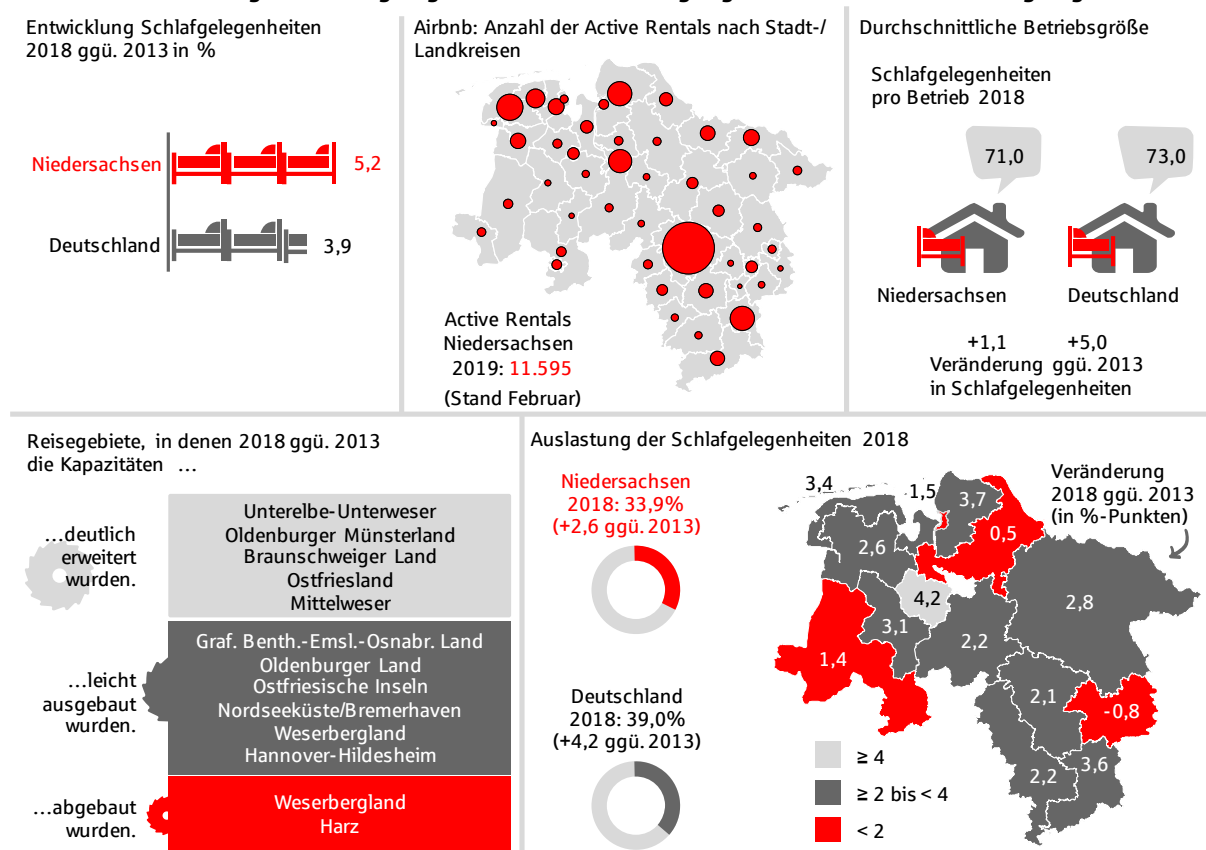 Entwicklung Schlafgelegenheiten
2018 ggü. 2013 in %
Niedersachsen
5,2
Deutschland
3,9
Airbnb: Anzahl der Active Rentals nach Stadt-/
Landkreisen
Active Rentals
Niedersachsen
2019: 11.595
(Stand Februar)
Durchschnittliche Betriebsgröße
Schlafgelegenheiten
pro Betrieb 2018
71,0
73,0
Niedersachsen
Deutschland
+1,1
+5,0
Veränderung ggü. 2013
in Schlafgelegenheiten
Reisegebiete, in denen 2018 ggü. 2013
die Kapazitäten ...
...deutlich
erweitert
wurden.
Unterelbe-Unterweser
Oldenburger Münsterland
Braunschweiger Land
Ostfriesland
Mittelweser
...leicht
ausgebaut
wurden.
Graf. Benth.-Emsl.-Osnabr. Land
Oldenburger Land
Ostfriesische Inseln
Nordseeküste/Bremerhaven
Weserbergland
Hannover-Hildesheim
...abgebaut
wurden.
Weserbergland
Harz
Auslastung der Schlafgelegenheiten 2018
Niedersachsen
2018: 33,9%
(+2,6 ggü. 2013)
Deutschland
2018: 39,0%
(+4,2 ggü. 2013)
Veränderung
2018 ggü. 2013
(in %-Punkten)
3,4
1,5
3,7
0,5
2,6
4,2
2,8
3,1
2,2
1,4
2,1
-0,8
3,6
2,2
≥ 4
≥ 2 bis < 4
< 2